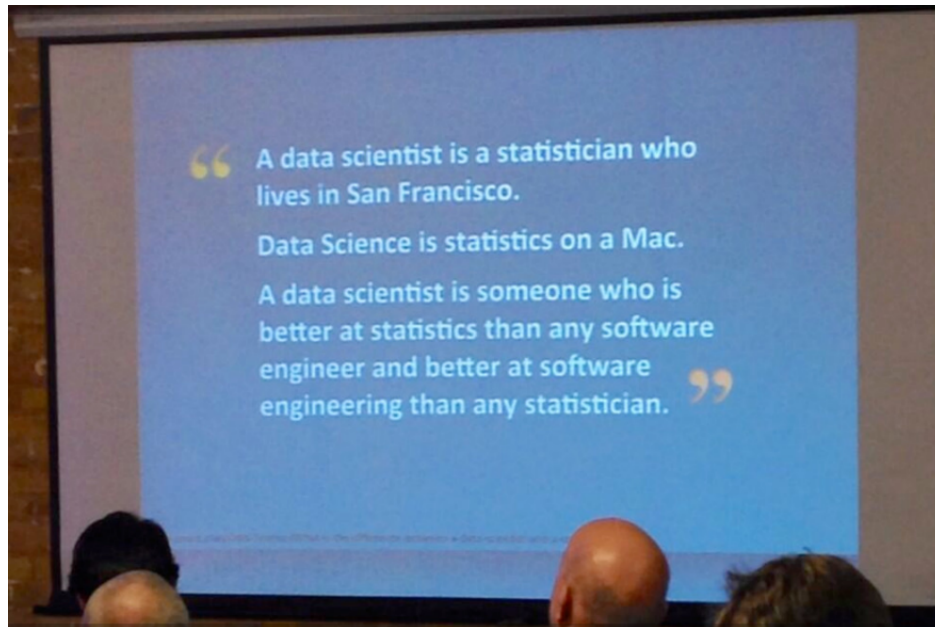 “ A data scientist is a statistician who
lives in San Francisco.
Data Science is statistics on a Mac.
A data scientist is someone who is
better at statistics than any software
engineer and better at software
engineering than any statistician. ”